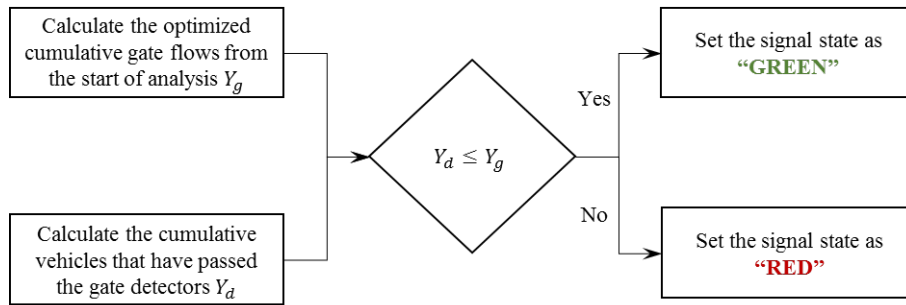 Calculate the optimized
cumulative gate flows from
the start of analysis Y_g
Calculate the cumulative
vehicles that have passed
the gate detectors Y_d
Y_d ≤ Y_g
Yes
No
Set the signal state as
“GREEN”
Set the signal state as
“RED”